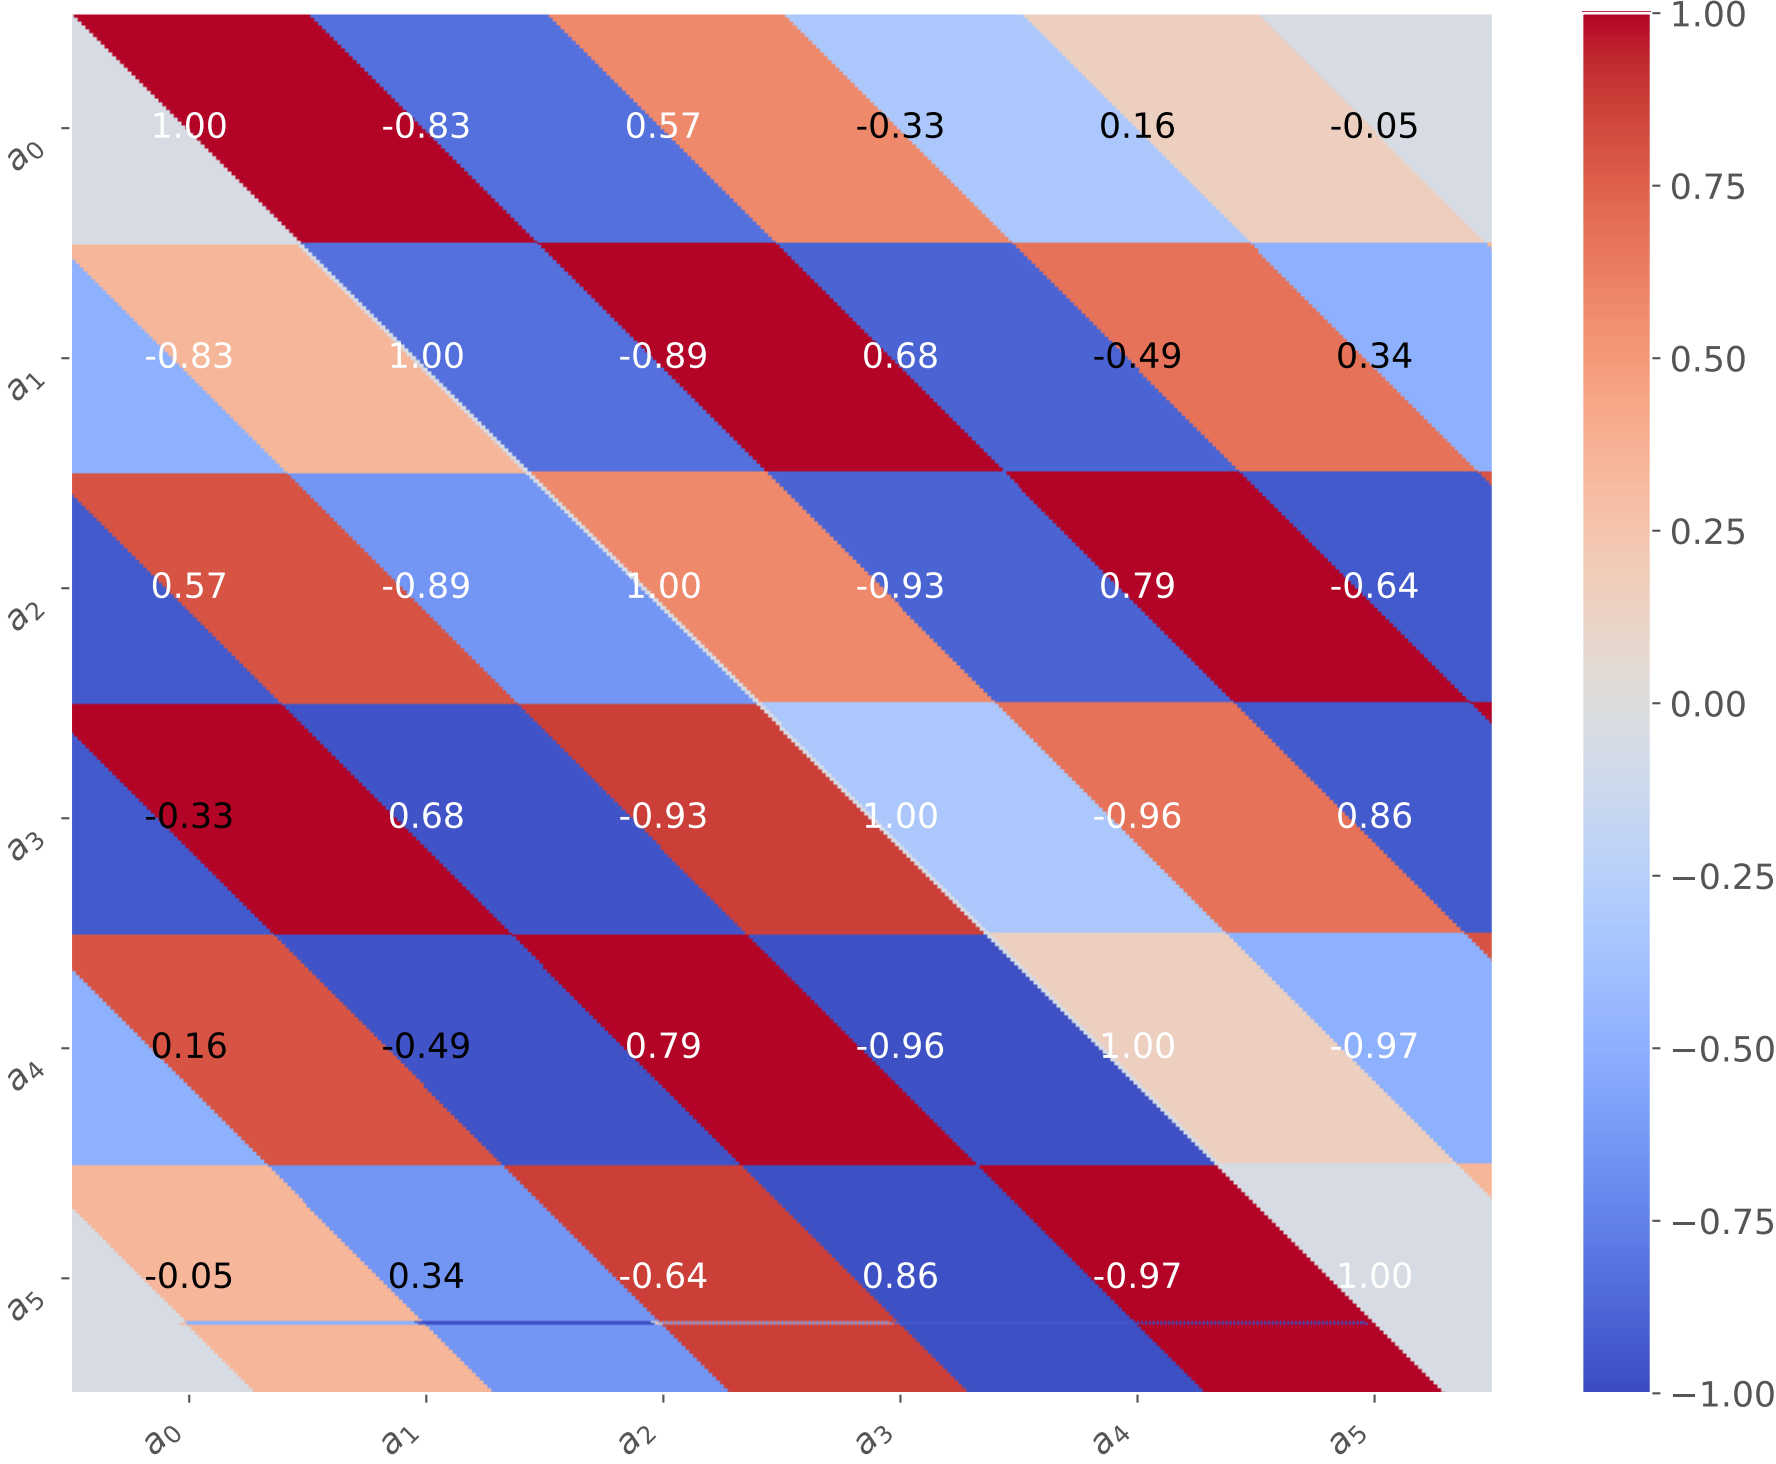 1.00
a0 1.00 -0.83 0.57 -0.33 0.16 -0.05
0.75
a1 -0.83 1.00 -0.89 0.68 -0.49 0.34
0.50
0.25
a2 0.57 -0.89 1.00 -0.93 0.79 -0.64
0.00
a3 -0.33 0.68 -0.93 1.00 -0.96 0.86
−0.25
a4 0.16 -0.49 0.79 -0.96 1.00 -0.97
−0.50
−0.75
a5 -0.05 0.34 -0.64 0.86 -0.97 1.00
−1.00
a0 a1 a2 a3 a4 a5